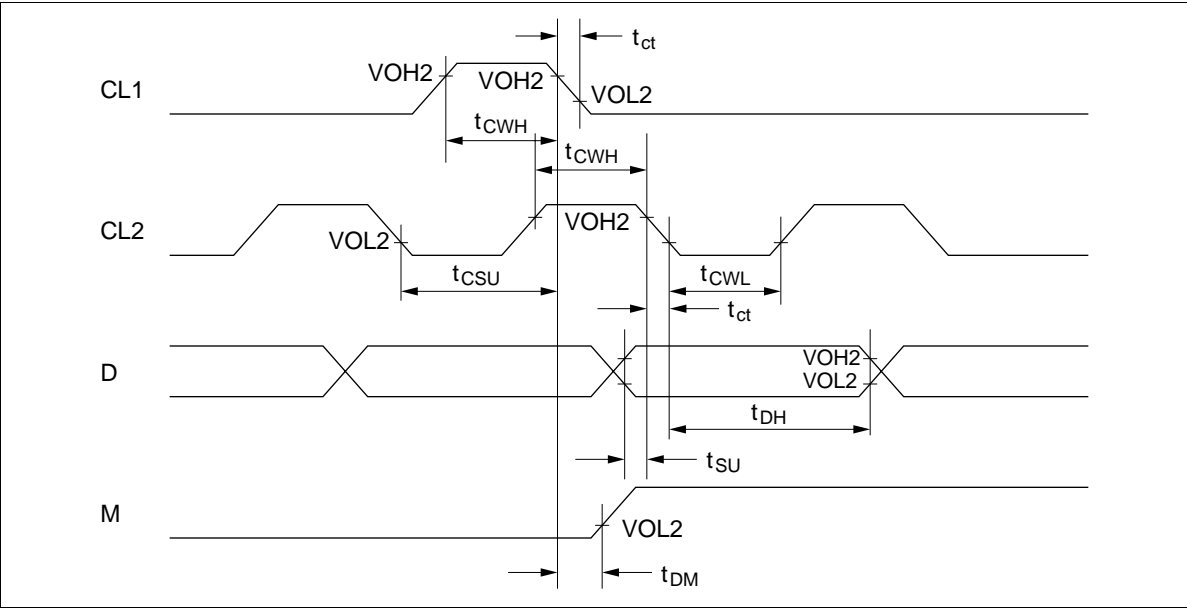 t_ct
CL1
VOH2
VOH2
VOL2
t_CWH
t_CWH
CL2
VOL2
VOH2
t_CSU
t_CWL
t_ct
D
VOH2
VOL2
t_DH
t_SU
M
VOL2
t_DM